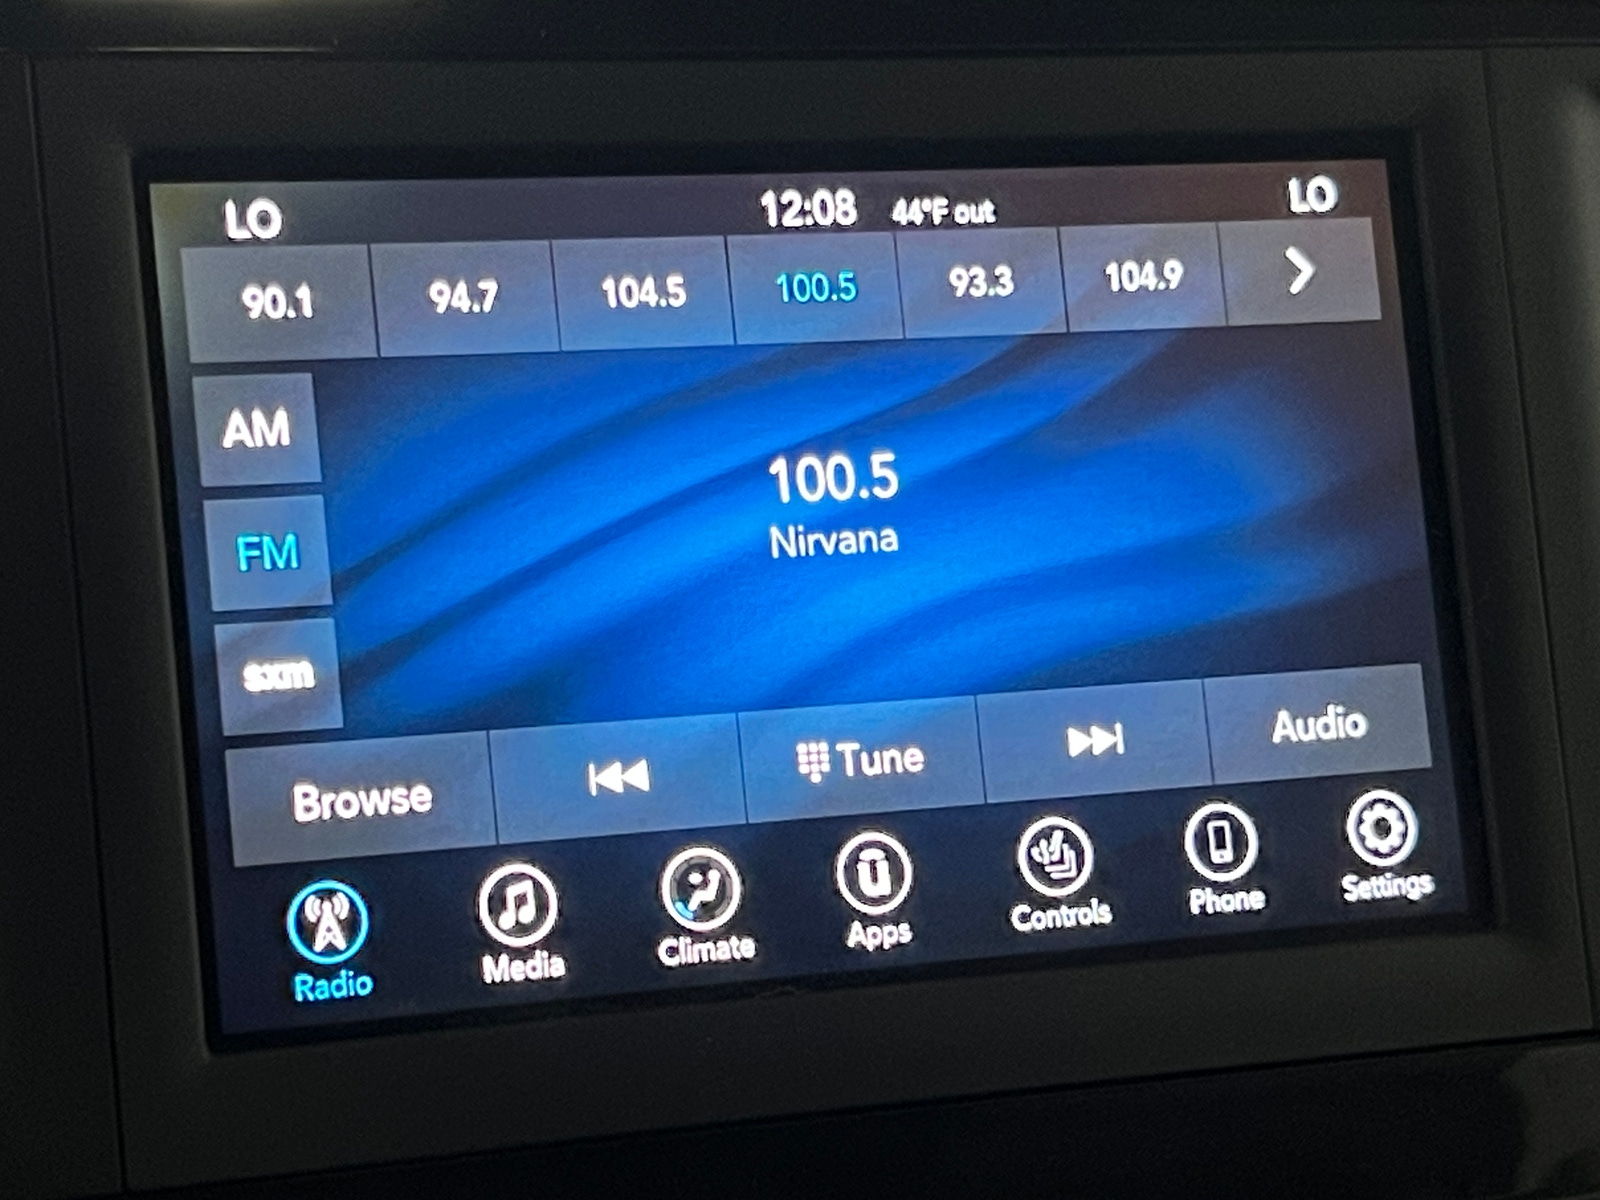 LO 12:08 44°F out LO
90.1 94.7 104.5 100.5 93.3 104.9
AM
100.5
Nirvana
FM
sxm
Browse Tune Audio
Radio Media Climate Apps Controls Phone Settings